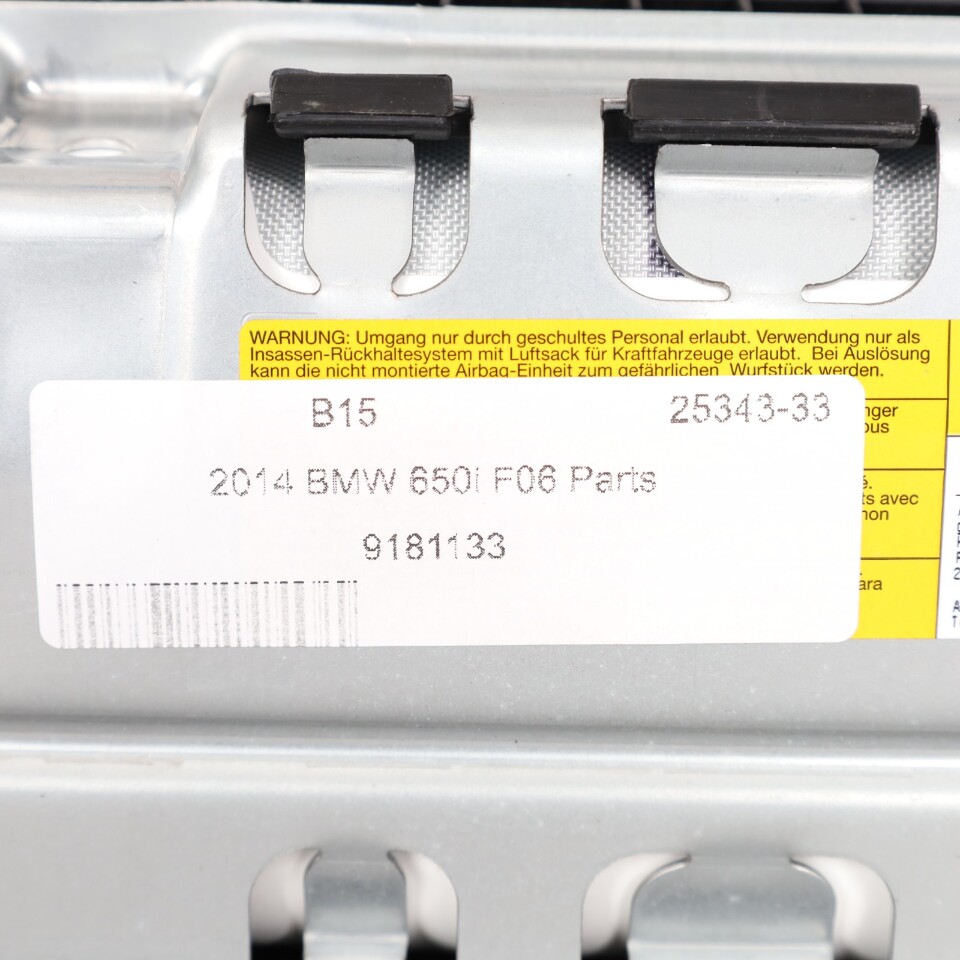 WARNUNG: Umgang nur durch geschultes Personal erlaubt. Verwendung nur als
Insassen-Rückhaltesystem mit Luftsack für Kraftfahrzeuge erlaubt. Bei Auslösung
kann die nicht montierte Airbag-Einheit zum gefährlichen Wurfstück werden.
B15 25343-33
2014 BMW 650i F06 Parts
9181133
ts avec